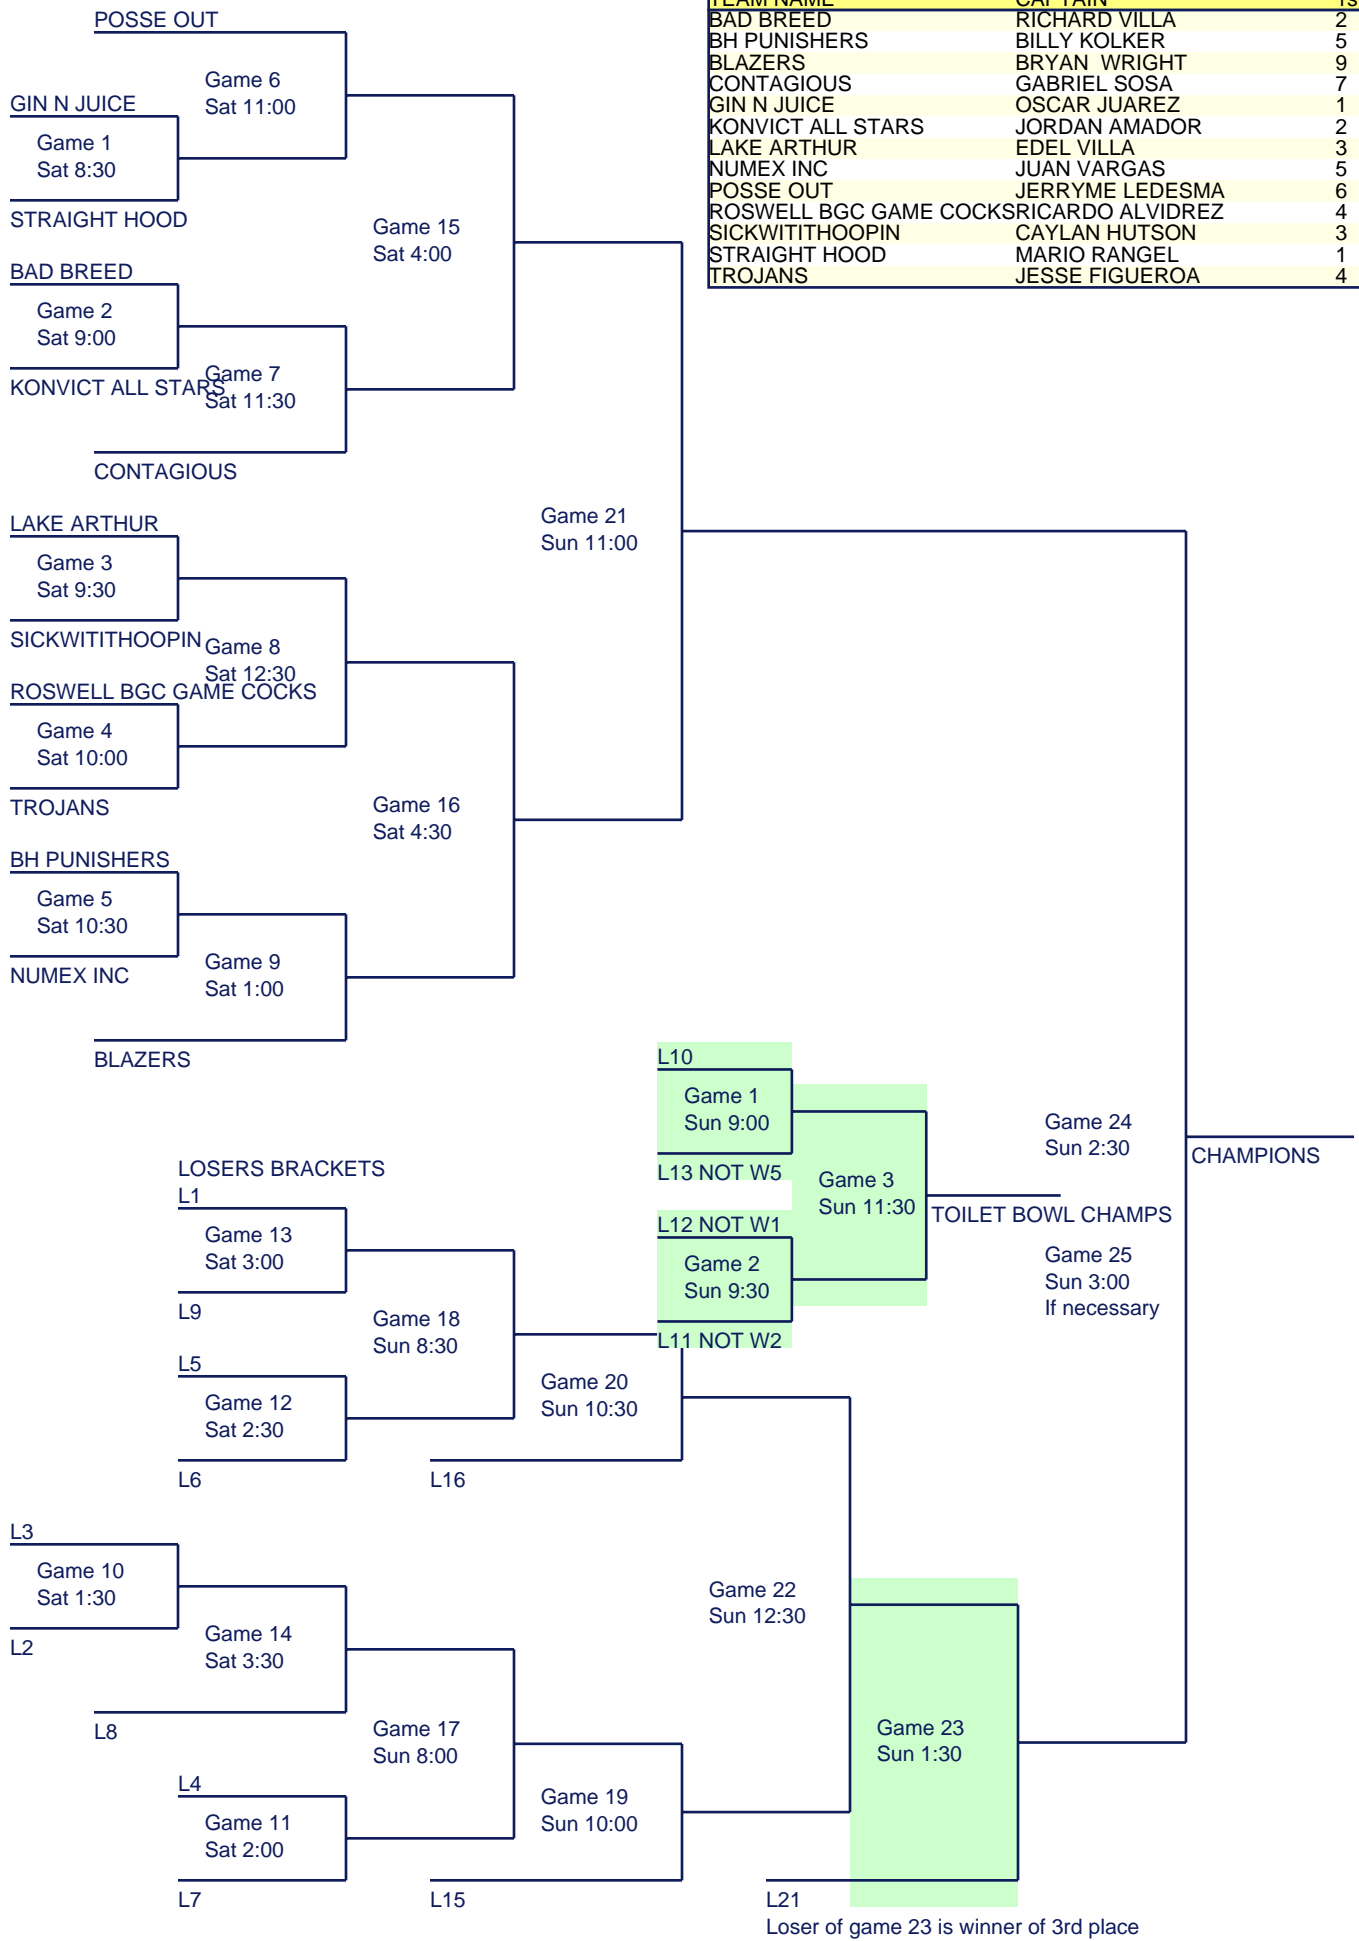 TEAM NAME CAPTAIN 1s
BAD BREED RICHARD VILLA 2
BH PUNISHERS BILLY KOLKER 5
BLAZERS BRYAN WRIGHT 9
CONTAGIOUS GABRIEL SOSA 7
GIN N JUICE OSCAR JUAREZ 1
KONVICT ALL STARS JORDAN AMADOR 2
LAKE ARTHUR EDEL VILLA 3
NUMEX INC JUAN VARGAS 5
POSSE OUT JERRYME LEDESMA 6
ROSWELL BGC GAME COCKS RICARDO ALVIDREZ 4
SICKWITITHOOPIN CAYLAN HUTSON 3
STRAIGHT HOOD MARIO RANGEL 1
TROJANS JESSE FIGUEROA 4
POSSE OUT
Game 6
Sat 11:00
GIN N JUICE
Game 1
Sat 8:30
STRAIGHT HOOD
Game 15
Sat 4:00
BAD BREED
Game 2
Sat 9:00
KONVICT ALL STARS
Game 7
Sat 11:30
CONTAGIOUS
Game 21
Sun 11:00
LAKE ARTHUR
Game 3
Sat 9:30
SICKWITITHOOPIN
Game 8
Sat 12:30
ROSWELL BGC GAME COCKS
Game 4
Sat 10:00
TROJANS
Game 16
Sat 4:30
BH PUNISHERS
Game 5
Sat 10:30
NUMEX INC
Game 9
Sat 1:00
BLAZERS
L10
Game 1
Sun 9:00
L13 NOT W5
Game 3
Sun 11:30
L12 NOT W1
Game 2
Sun 9:30
L11 NOT W2
TOILET BOWL CHAMPS
Game 24
Sun 2:30
CHAMPIONS
Game 25
Sun 3:00
If necessary
LOSERS BRACKETS
L1
Game 13
Sat 3:00
L9
Game 18
Sun 8:30
L5
Game 12
Sat 2:30
L6
Game 20
Sun 10:30
L16
L3
Game 10
Sat 1:30
L2
Game 14
Sat 3:30
L8
Game 22
Sun 12:30
Game 17
Sun 8:00
L4
Game 11
Sat 2:00
L7
Game 19
Sun 10:00
L15
Game 23
Sun 1:30
L21
Loser of game 23 is winner of 3rd place